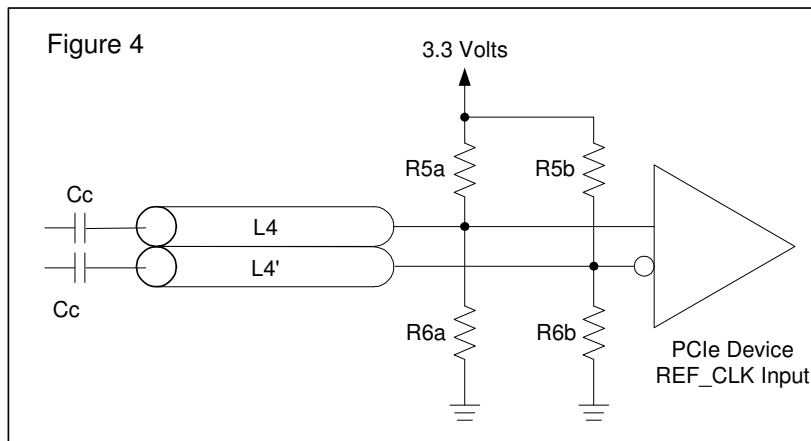 Figure 4
3.3 Volts
R5a
R5b
Cc
L4
L4'
Cc
R6a
R6b
PCIe Device
REF_CLK Input